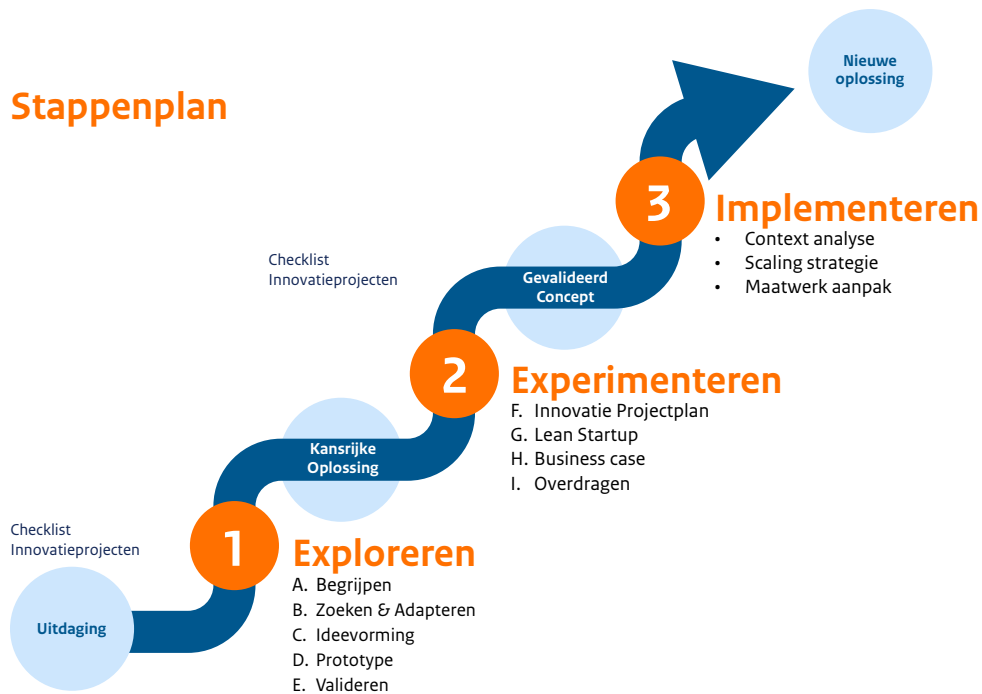 Stappenplan
Nieuwe
oplossing
3
Implementeren
• Context analyse
• Scaling strategie
• Maatwerk aanpak
Checklist
Innovatieprojecten
Gevalideerd
Concept
2
Experimenteren
F. Innovatie Projectplan
G. Lean Startup
H. Business case
I. Overdragen
Kansrijke
Oplossing
Checklist
Innovatieprojecten
1
Exploreren
A. Begrijpen
B. Zoeken & Adapteren
C. Ideevorming
D. Prototype
E. Valideren
Uitdaging